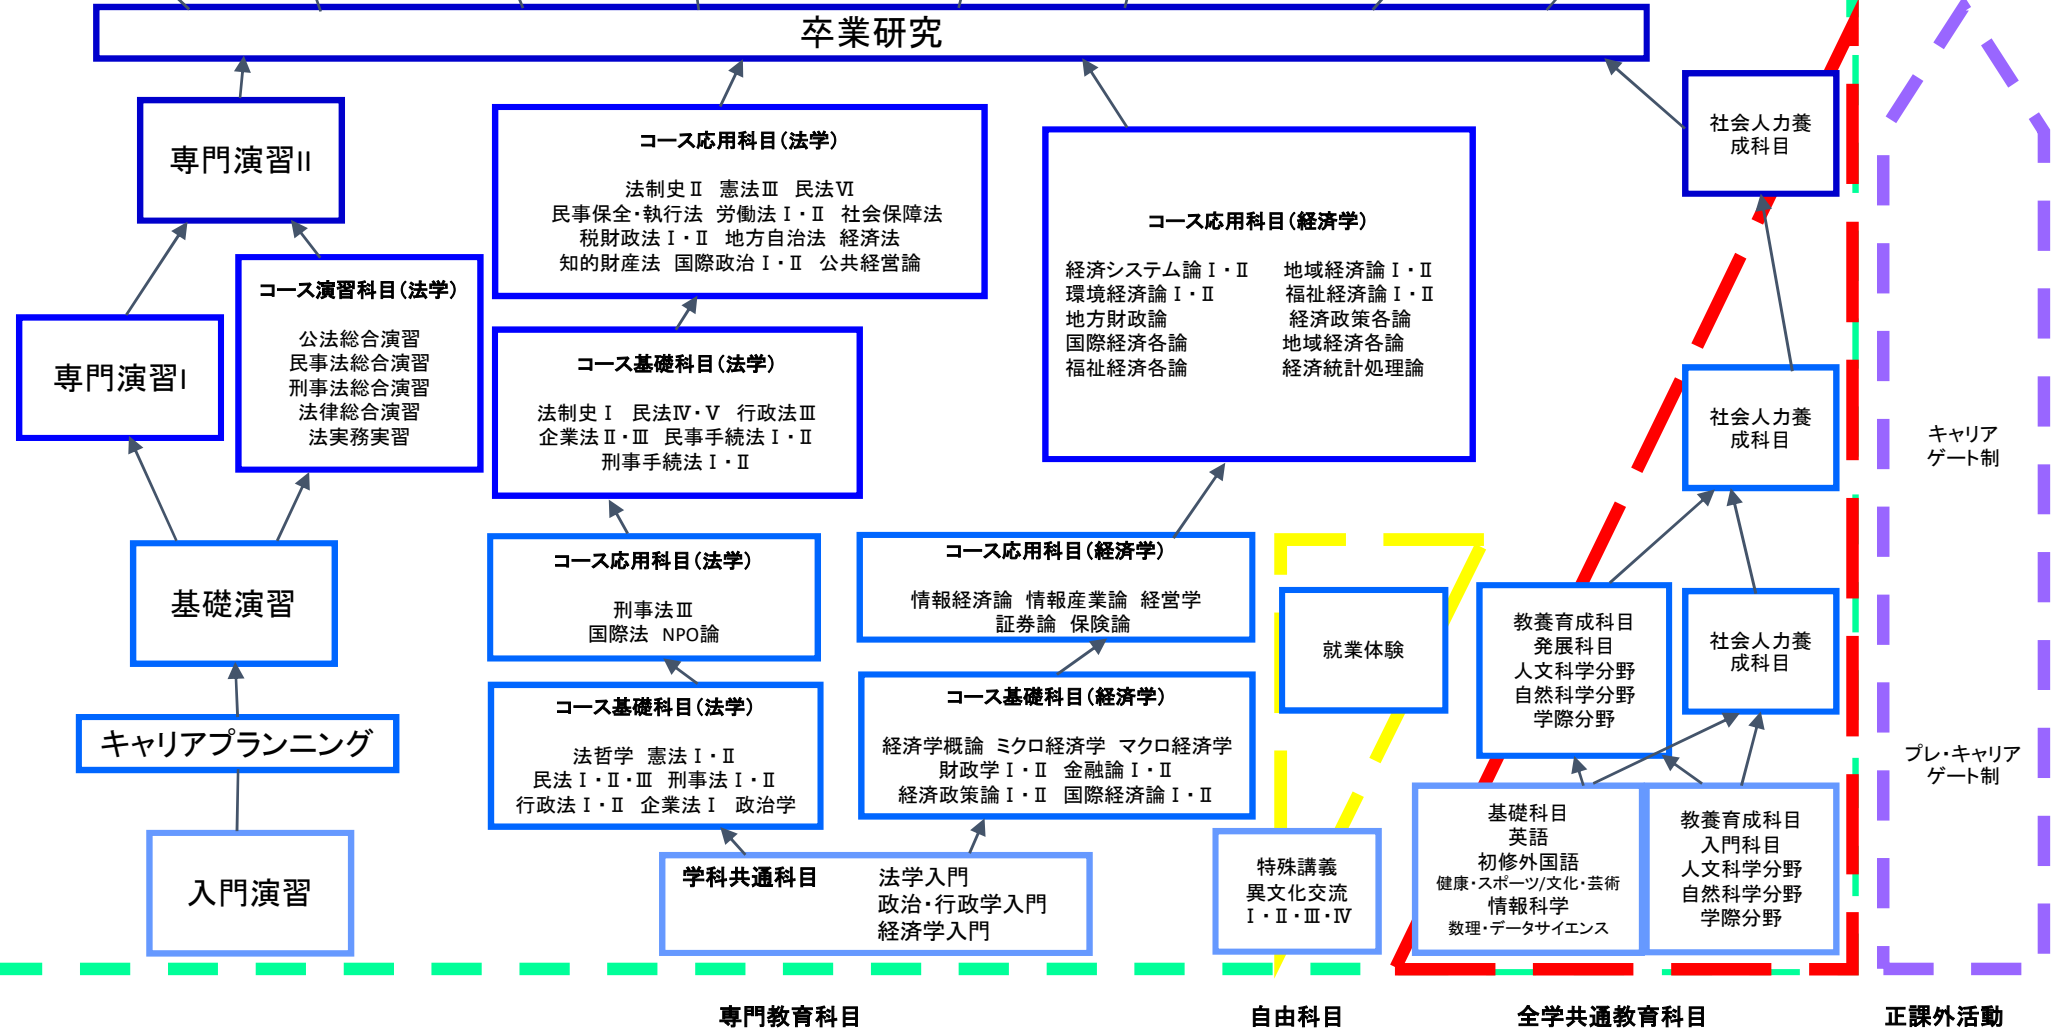 卒業研究
専門演習II
コース応用科目(法学)
法制史Ⅱ 憲法Ⅲ 民法Ⅵ
民事保全・執行法 労働法Ⅰ・Ⅱ 社会保障法
税財政法Ⅰ・Ⅱ 地方自治法 経済法
知的財産法 国際政治Ⅰ・Ⅱ 公共経営論
コース応用科目(経済学)
経済システム論Ⅰ・Ⅱ 地域経済論Ⅰ・Ⅱ
環境経済論Ⅰ・Ⅱ 福祉経済論Ⅰ・Ⅱ
地方財政論 経済政策各論
国際経済各論 地域経済各論
福祉経済各論 経済統計処理論
社会人力養
成科目
専門演習I
コース演習科目(法学)
公法総合演習
民事法総合演習
刑事法総合演習
法律総合演習
法実務実習
コース基礎科目(法学)
法制史Ⅰ 民法Ⅳ・Ⅴ 行政法Ⅲ
企業法Ⅱ・Ⅲ 民事手続法Ⅰ・Ⅱ
刑事手続法Ⅰ・Ⅱ
社会人力養
成科目
キャリア
ゲート制
基礎演習
コース応用科目(法学)
刑事法Ⅲ
国際法 NPO論
コース応用科目(経済学)
情報経済論 情報産業論 経営学
証券論 保険論
就業体験
教養育成科目
発展科目
人文科学分野
自然科学分野
学際分野
社会人力養
成科目
キャリアプランニング
コース基礎科目(法学)
法哲学 憲法Ⅰ・Ⅱ
民法Ⅰ・Ⅱ・Ⅲ 刑事法Ⅰ・Ⅱ
行政法Ⅰ・Ⅱ 企業法Ⅰ 政治学
コース基礎科目(経済学)
経済学概論 ミクロ経済学 マクロ経済学
財政学Ⅰ・Ⅱ 金融論Ⅰ・Ⅱ
経済政策論Ⅰ・Ⅱ 国際経済論Ⅰ・Ⅱ
プレ・キャリア
ゲート制
入門演習
学科共通科目 法学入門
政治・行政学入門
経済学入門
特殊講義
異文化交流
Ⅰ・Ⅱ・Ⅲ・Ⅳ
基礎科目
英語
初修外国語
健康・スポーツ/文化・芸術
情報科学
数理・データサイエンス
教養育成科目
入門科目
人文科学分野
自然科学分野
学際分野
専門教育科目
自由科目
全学共通教育科目
正課外活動